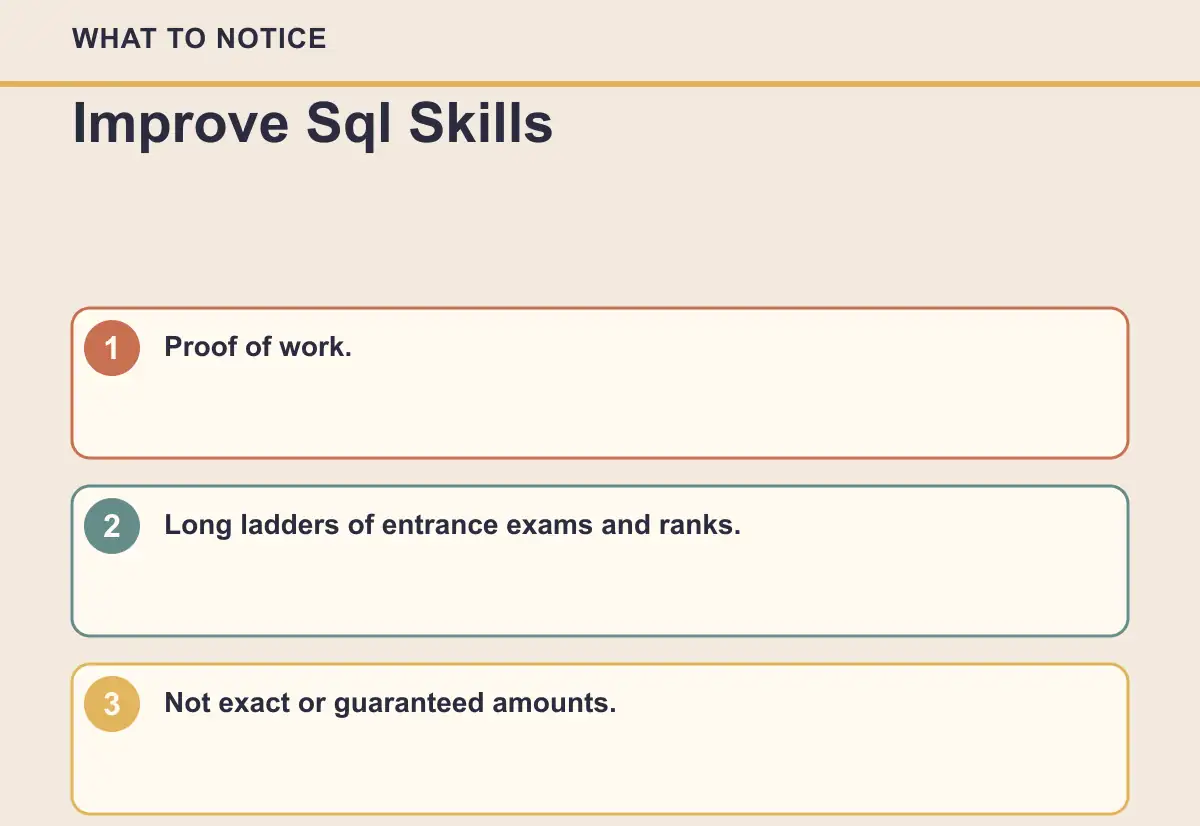 WHAT TO NOTICE
Improve Sql Skills
1 Proof of work.
2 Long ladders of entrance exams and ranks.
3 Not exact or guaranteed amounts.